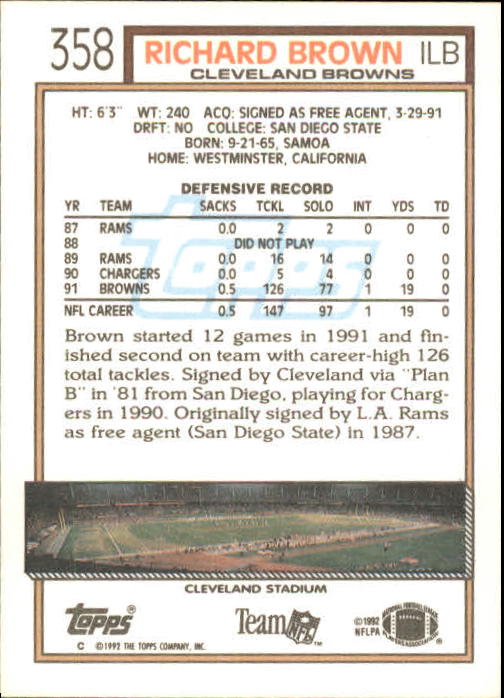 358 RICHARD BROWN ILB
CLEVELAND BROWNS
HT: 6'3" WT: 240 ACQ: SIGNED AS FREE AGENT, 3-29-91
DRFT: NO COLLEGE: SAN DIEGO STATE
BORN: 9-21-65, SAMOA
HOME: WESTMINSTER, CALIFORNIA
DEFENSIVE RECORD
YR TEAM SACKS TCKL SOLO INT YDS TD
87 RAMS 0.0 2 2 0 0 0
88 DID NOT PLAY
89 RAMS 0.0 16 14 0 0 0
90 CHARGERS 0.0 5 4 0 0 0
91 BROWNS 0.5 126 77 1 19 0
NFL CAREER 0.5 147 97 1 19 0
topps
Brown started 12 games in 1991 and fin-
ished second on team with career-high 126
total tackles. Signed by Cleveland via "Plan
B" in '81 from San Diego, playing for Charg-
ers in 1990. Originally signed by L.A. Rams
as free agent (San Diego State) in 1987.
CLEVELAND STADIUM
topps® Team NFL ©1992
NFLPA
C ©1992 THE TOPPS COMPANY, INC.